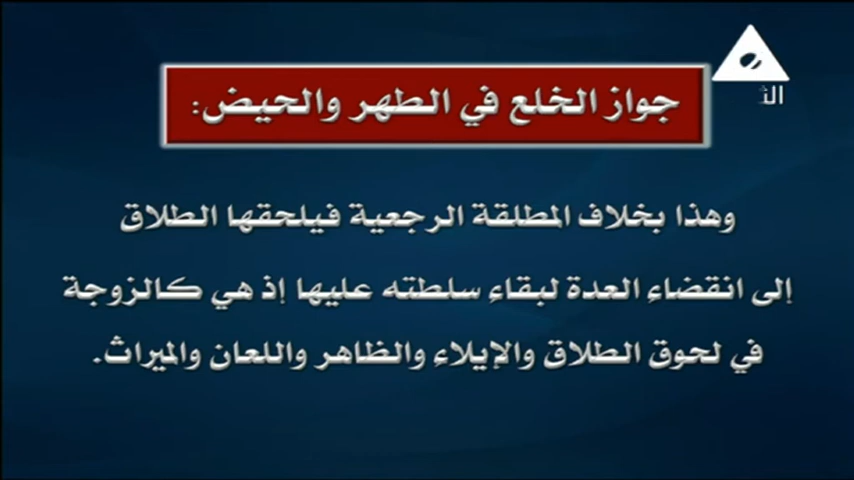 جواز الخلع في الطهر والحيض:
وهذا بخلاف المطلقة الرجعية فيلحقها الطلاق
إلى انقضاء العدة لبقاء سلطته عليها إذ هي كالزوجة
في لحوق الطلاق والإيلاء والظاهر واللعان والميراث.